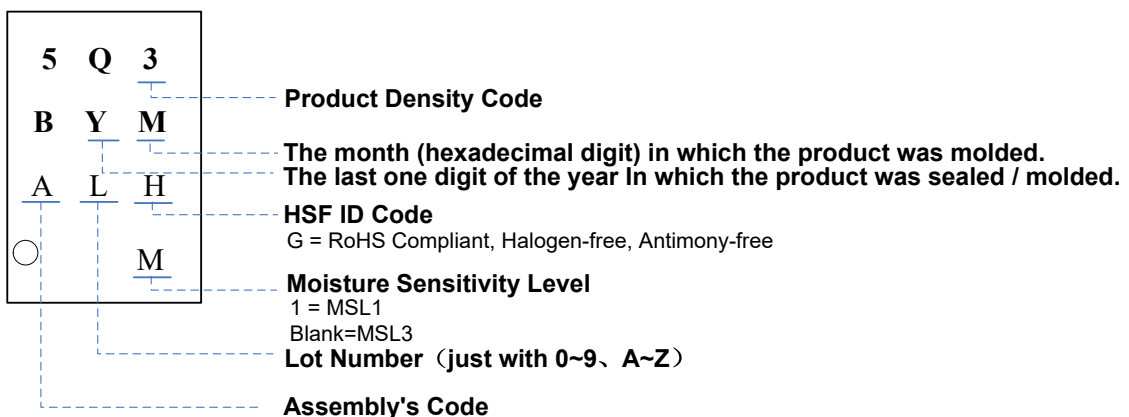 5 Q 3
Product Density Code
B Y M
The month (hexadecimal digit) in which the product was molded.
The last one digit of the year In which the product was sealed / molded.
A L H
HSF ID Code
G = RoHS Compliant, Halogen-free, Antimony-free
M
Moisture Sensitivity Level
1 = MSL1
Blank=MSL3
Lot Number（just with 0~9、A~Z）
Assembly's Code